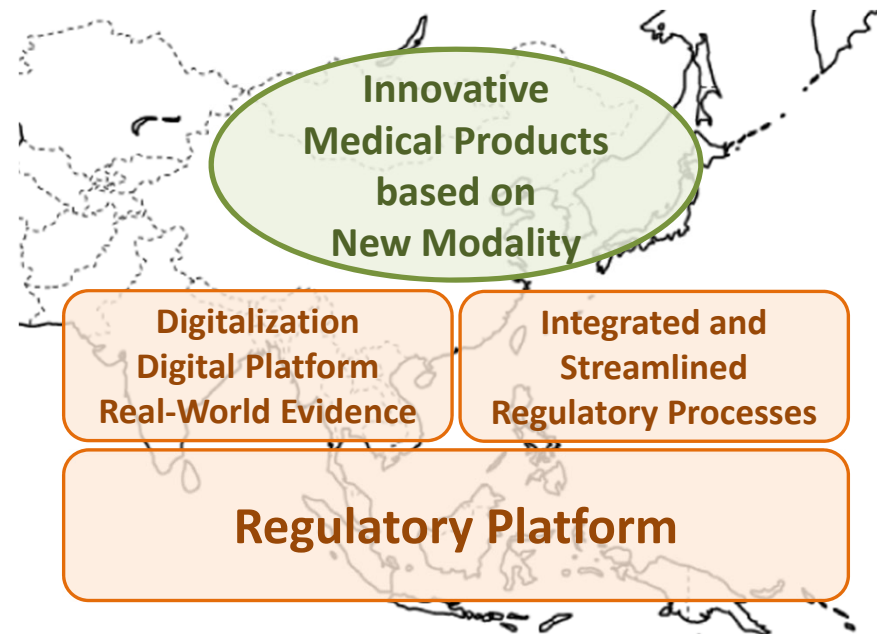 Innovative
Medical Products
based on
New Modality
Digitalization
Digital Platform
Real-World Evidence
Integrated and
Streamlined
Regulatory Processes
Regulatory Platform